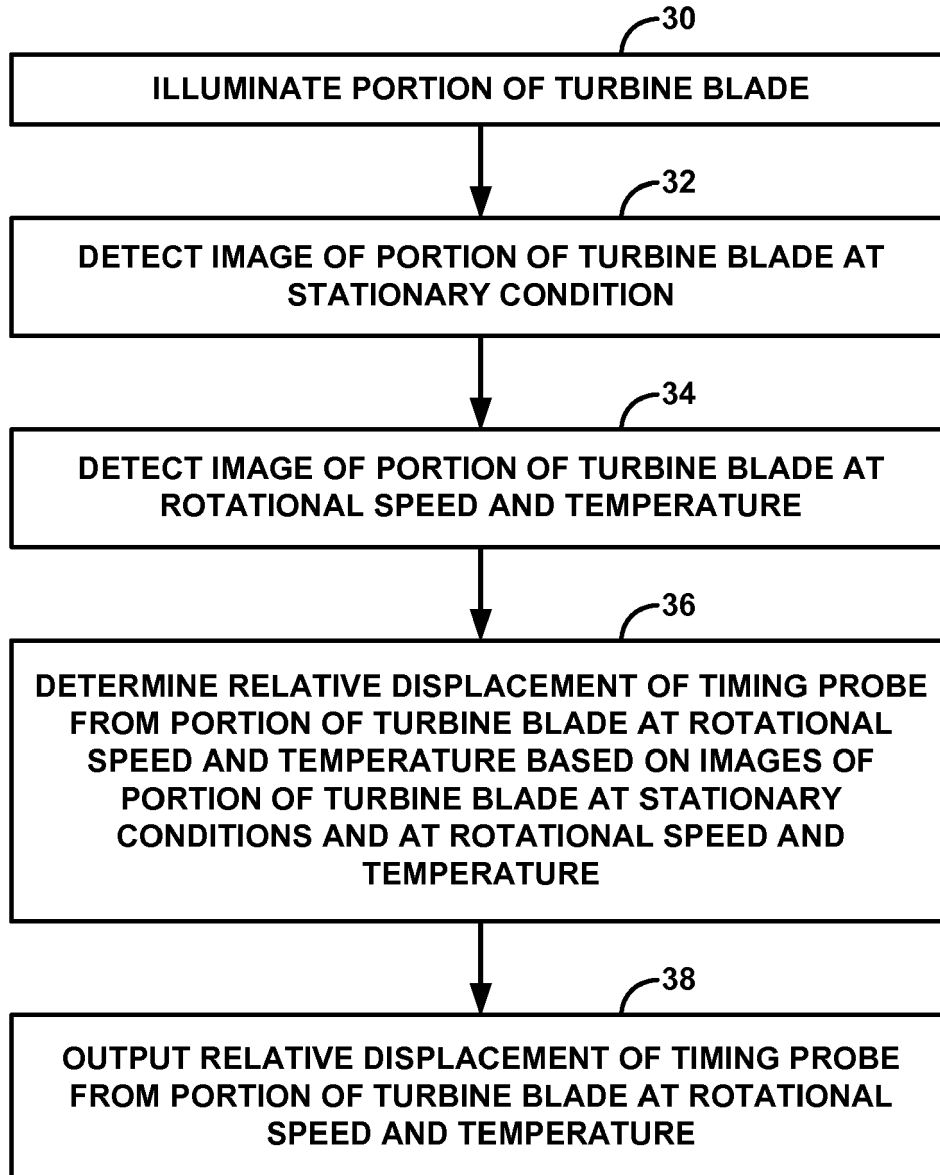 30
ILLUMINATE PORTION OF TURBINE BLADE
32
DETECT IMAGE OF PORTION OF TURBINE BLADE AT
STATIONARY CONDITION
34
DETECT IMAGE OF PORTION OF TURBINE BLADE AT
ROTATIONAL SPEED AND TEMPERATURE
36
DETERMINE RELATIVE DISPLACEMENT OF TIMING PROBE
FROM PORTION OF TURBINE BLADE AT ROTATIONAL
SPEED AND TEMPERATURE BASED ON IMAGES OF
PORTION OF TURBINE BLADE AT STATIONARY
CONDITIONS AND AT ROTATIONAL SPEED AND
TEMPERATURE
38
OUTPUT RELATIVE DISPLACEMENT OF TIMING PROBE
FROM PORTION OF TURBINE BLADE AT ROTATIONAL
SPEED AND TEMPERATURE